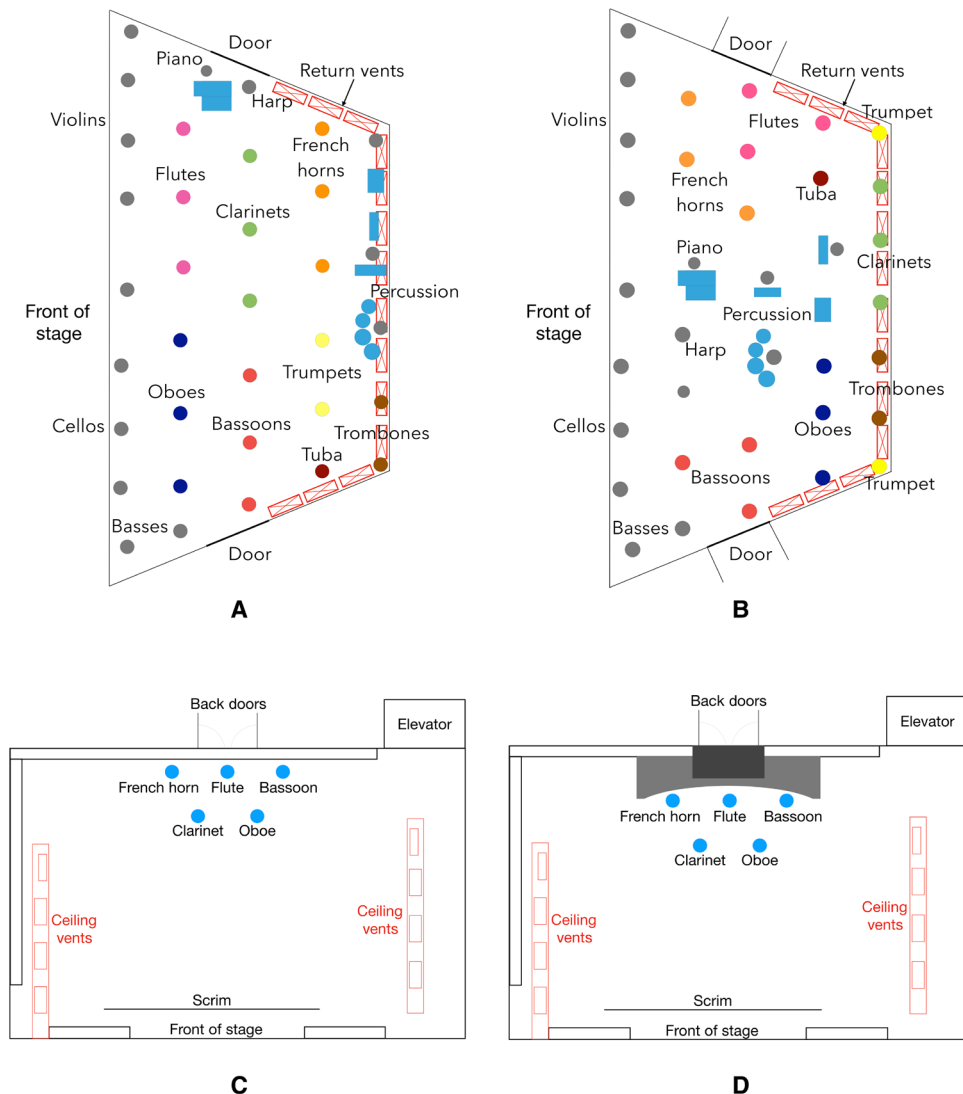 Door
Piano
Return vents
Harp
Violins
French
horns
Flutes
Clarinets
Percussion
Front of
stage
Trumpets
Oboes
Cellos
Bassoons
Trombones
Tuba
Basses
Door
A
Door
Return vents
Trumpet
Flutes
Violins
French
horns
Tuba
Piano
Clarinets
Front of
stage
Percussion
Harp
Trombones
Cellos
Oboes
Bassoons
Trumpet
Basses
Door
B
Back doors
Elevator
French horn
Flute
Bassoon
Clarinet
Oboe
Ceiling
vents
Ceiling
vents
Scrim
Front of stage
C
Back doors
Elevator
French horn
Flute
Bassoon
Clarinet
Oboe
Ceiling
vents
Ceiling
vents
Scrim
Front of stage
D